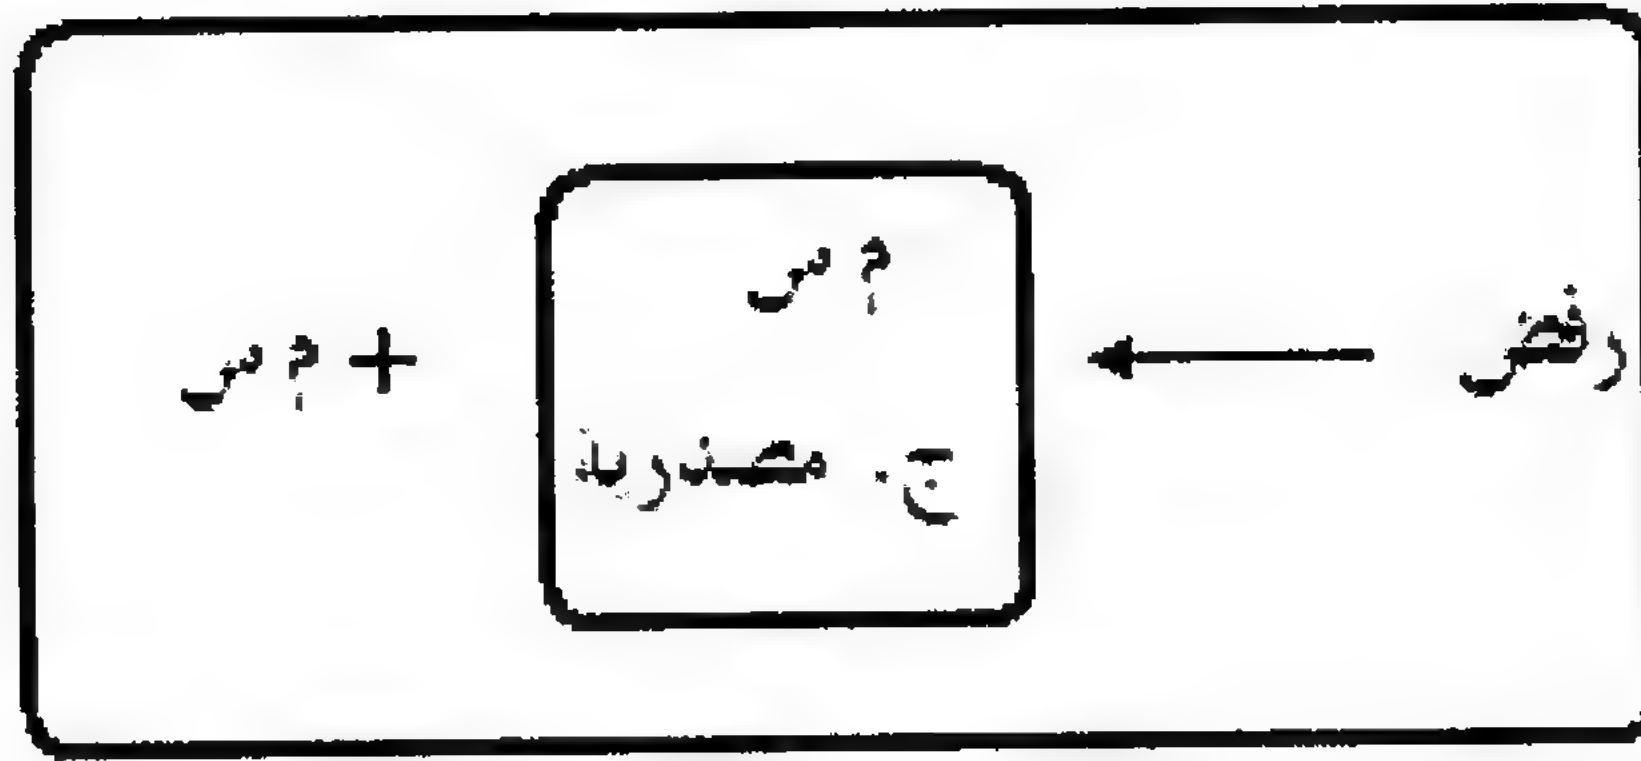 رفض ← م س + م س
ج. مصدرية